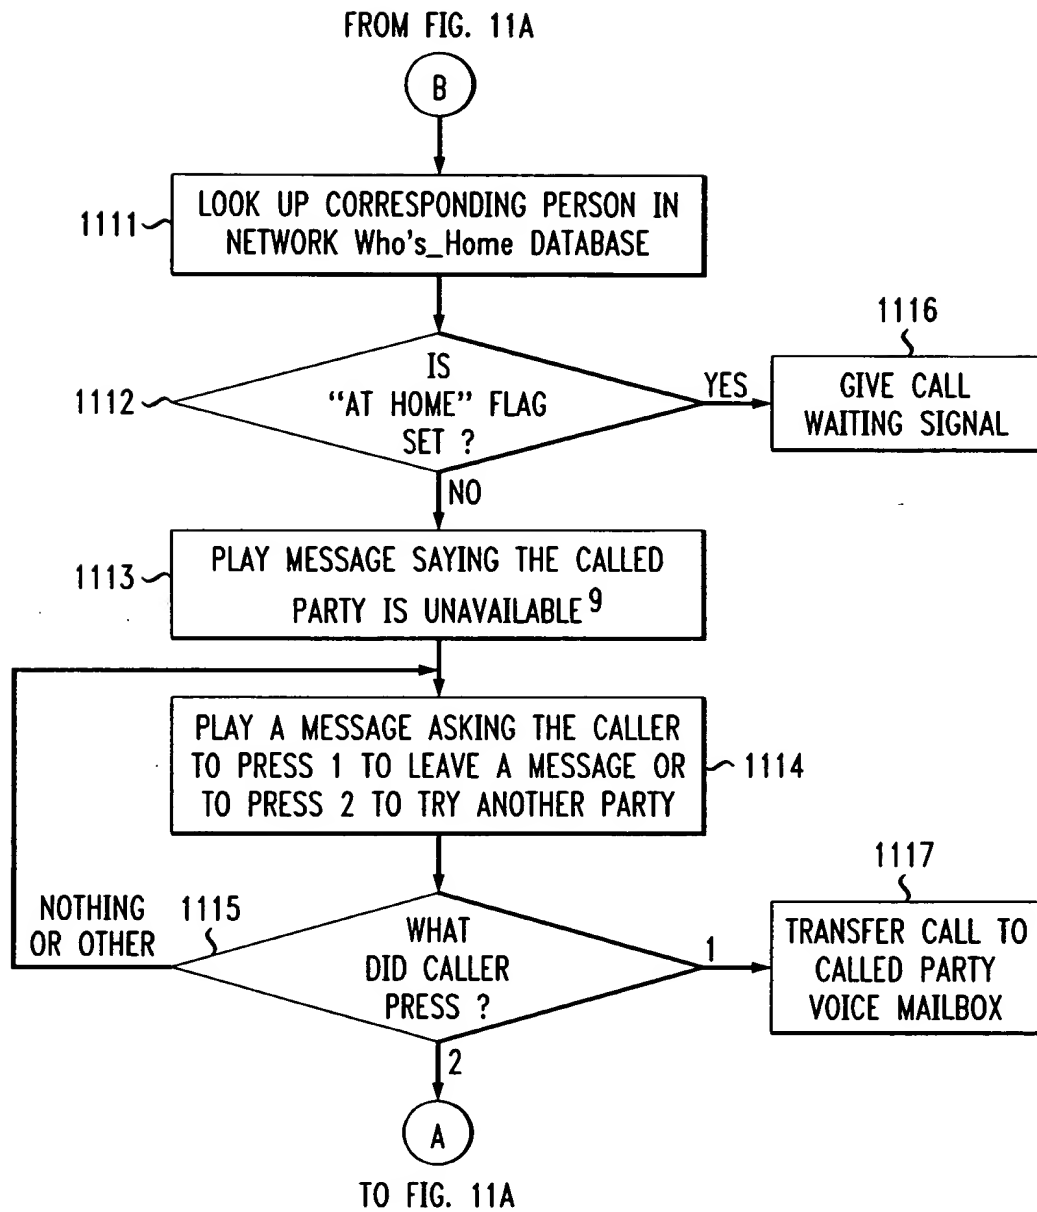 FROM FIG. 11A
B
1111
LOOK UP CORRESPONDING PERSON IN
NETWORK Who's_Home DATABASE
1112
IS
“AT HOME” FLAG
SET ?
YES
1116
GIVE CALL
WAITING SIGNAL
NO
1113
PLAY MESSAGE SAYING THE CALLED
PARTY IS UNAVAILABLE 9
PLAY A MESSAGE ASKING THE CALLER
TO PRESS 1 TO LEAVE A MESSAGE OR
TO PRESS 2 TO TRY ANOTHER PARTY
1114
NOTHING
OR OTHER
1115
WHAT
DID CALLER
PRESS ?
1
1117
TRANSFER CALL TO
CALLED PARTY
VOICE MAILBOX
2
A
TO FIG. 11A